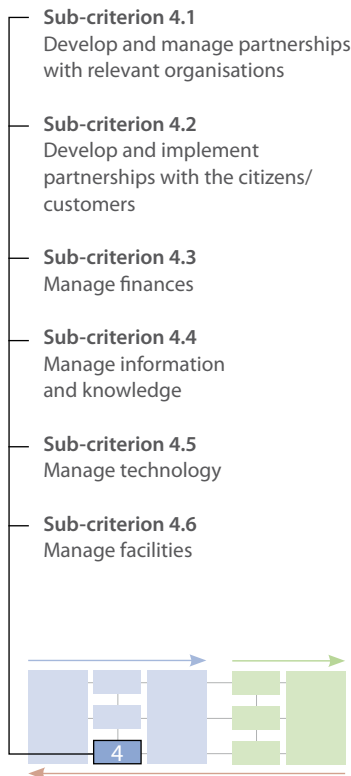 Sub-criterion 4.1
Develop and manage partnerships
with relevant organisations
Sub-criterion 4.2
Develop and implement
partnerships with the citizens/
customers
Sub-criterion 4.3
Manage finances
Sub-criterion 4.4
Manage information
and knowledge
Sub-criterion 4.5
Manage technology
Sub-criterion 4.6
Manage facilities
4